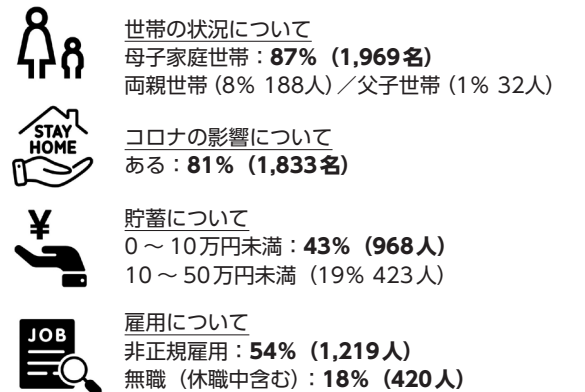 世帯の状況について
母子家庭世帯：87%（1,969名）
両親世帯（8% 188人）／父子世帯（1% 32人）
STAY
HOME
コロナの影響について
ある：81%（1,833名）
¥
貯蓄について
0～10万円未満：43%（968人）
10～50万円未満（19% 423人）
JOB
雇用について
非正規雇用：54%（1,219人）
無職（休職中含む）：18%（420人）